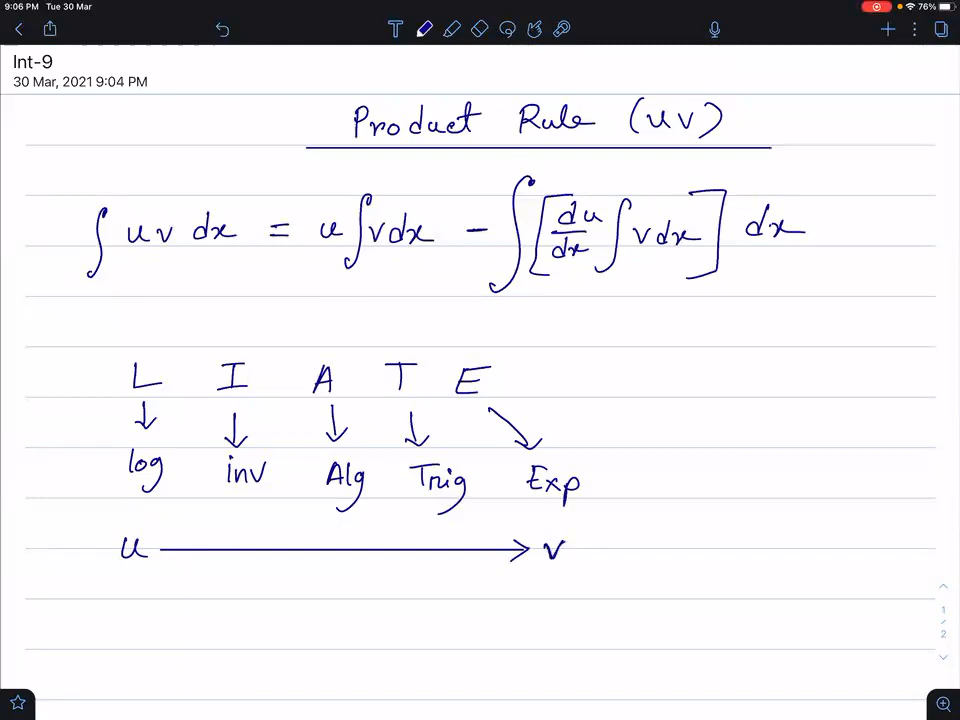 9:06 PM Tue 30 Mar 76%
Int-9
30 Mar, 2021 9:04 PM
Product Rule (uv)
∫ uv dx = u ∫ v dx - ∫ [ du/dx ∫ v dx ] dx
L I A T E
↓ ↓ ↓ ↓ ↘
log inv Alg Trig Exp
u ⟶ v
1
/
2